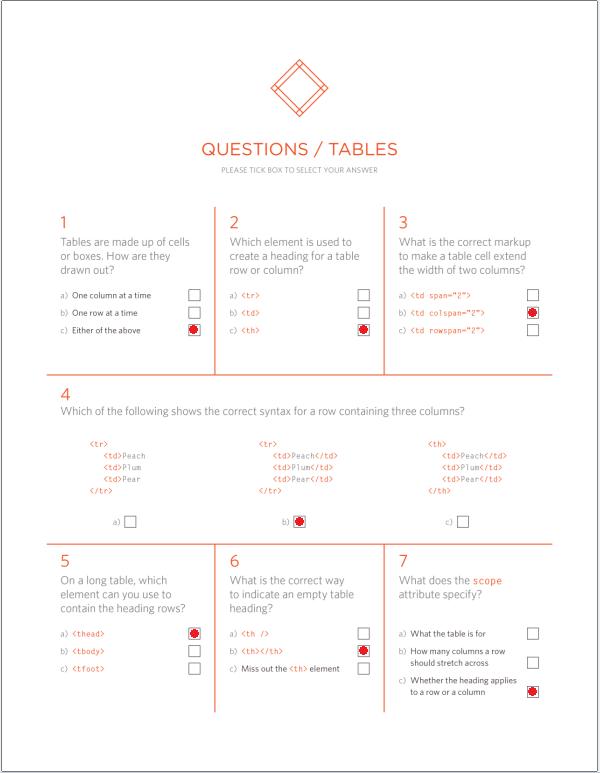 QUESTIONS / TABLES
PLEASE TICK BOX TO SELECT YOUR ANSWER
1
Tables are made up of cells
or boxes. How are they
drawn out?
a) One column at a time
b) One row at a time
c) Either of the above
2
Which element is used to
create a heading for a table
row or column?
a) <tr>
b) <td>
c) <th>
3
What is the correct markup
to make a table cell extend
the width of two columns?
a) <td span="2">
b) <td colspan="2">
c) <td rowspan="2">
4
Which of the following shows the correct syntax for a row containing three columns?
<tr>
<td>Peach
<td>Plum
<td>Pear
</tr>
a)
<tr>
<td>Peach</td>
<td>Plum</td>
<td>Pear</td>
</tr>
b)
<th>
<td>Peach</td>
<td>Plum</td>
<td>Pear</td>
</th>
c)
5
On a long table, which
element can you use to
contain the heading rows?
a) <thead>
b) <tbody>
c) <tfoot>
6
What is the correct way
to indicate an empty table
heading?
a) <th />
b) <th></th>
c) Miss out the <th> element
7
What does the scope
attribute specify?
a) What the table is for
b) How many columns a row
should stretch across
c) Whether the heading applies
to a row or a column